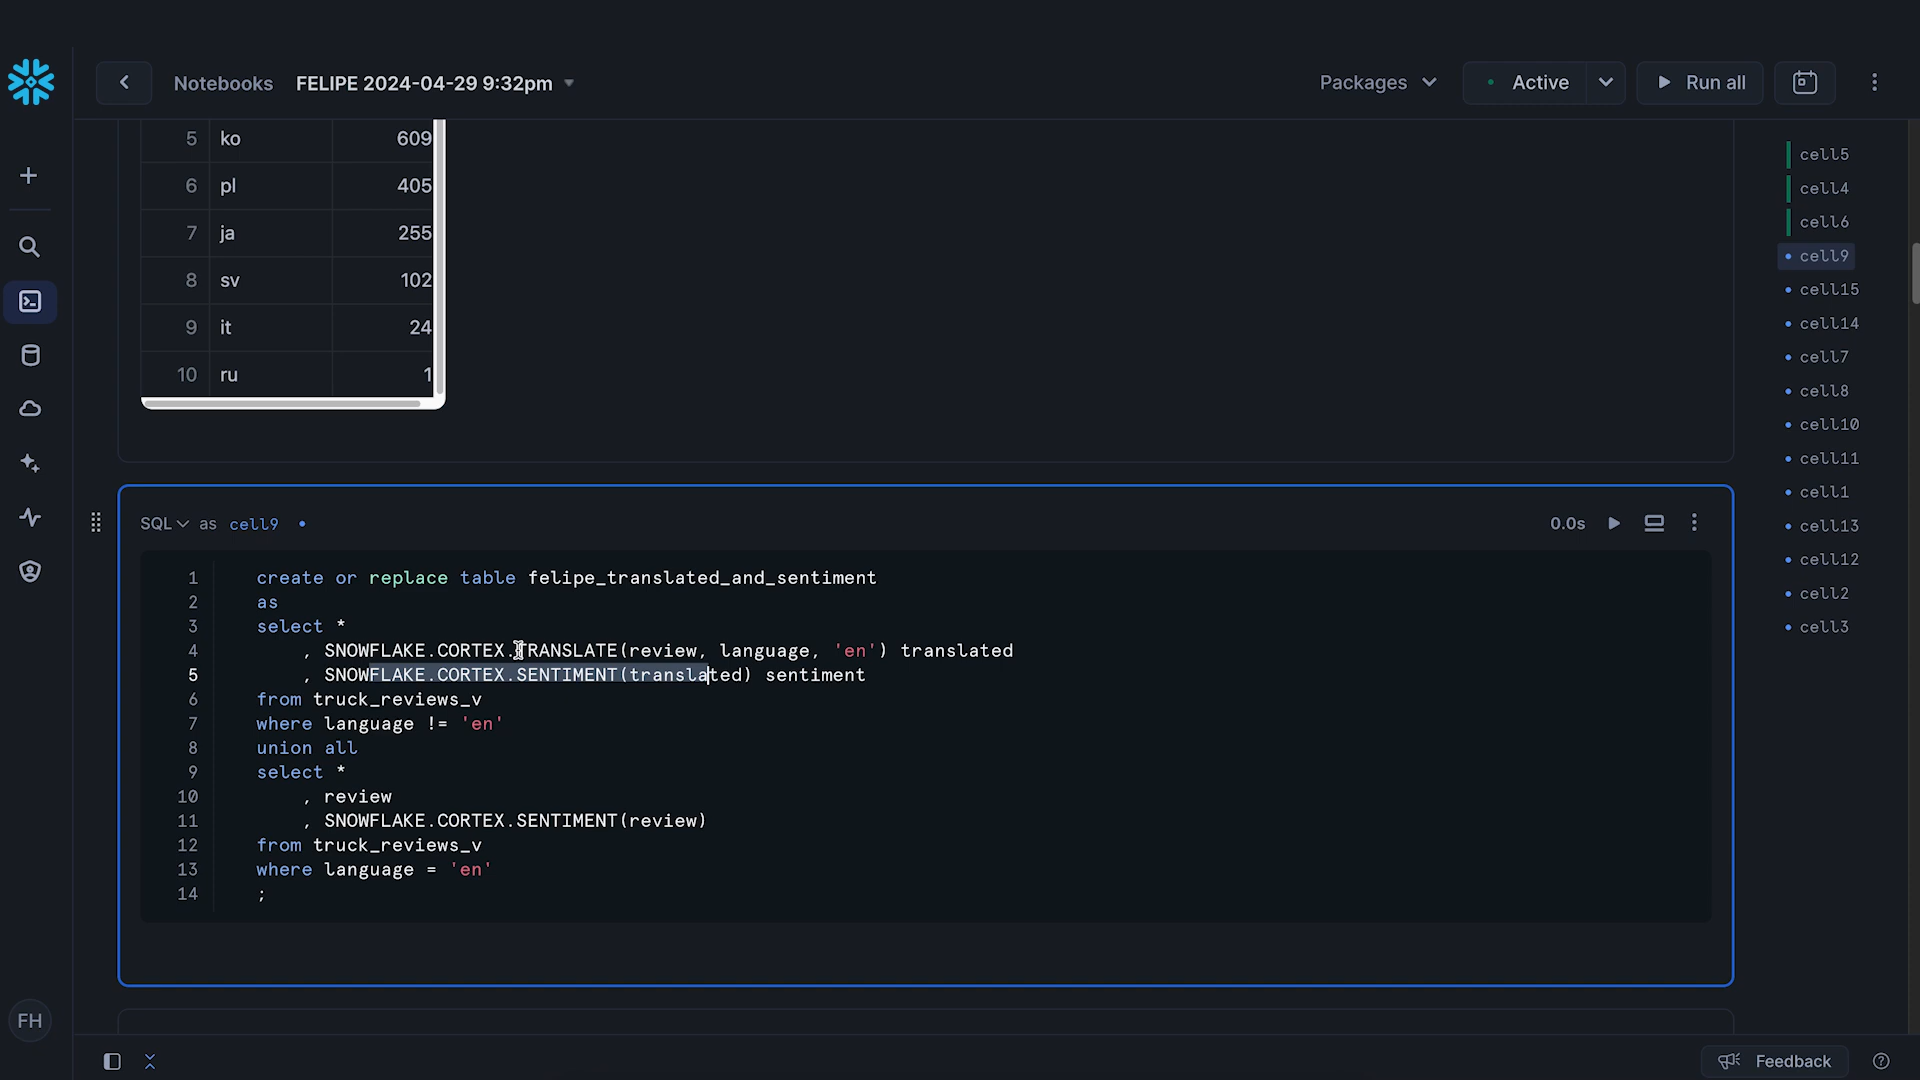 Notebooks FELIPE 2024-04-29 9:32pm Packages Active Run all
5 ko 609
6 pl 405
7 ja 255
8 sv 102
9 it 24
10 ru 1
cell5
cell4
cell6
cell9
cell15
cell14
cell7
cell8
cell10
cell11
cell1
cell13
cell12
cell2
cell3
SQL as cell9 0.0s
1 create or replace table felipe_translated_and_sentiment
2 as
3 select *
4 , SNOWFLAKE.CORTEX.TRANSLATE(review, language, 'en') translated
5 , SNOWFLAKE.CORTEX.SENTIMENT(translated) sentiment
6 from truck_reviews_v
7 where language != 'en'
8 union all
9 select *
10 , review
11 , SNOWFLAKE.CORTEX.SENTIMENT(review)
12 from truck_reviews_v
13 where language = 'en'
14 ;
FH
Feedback